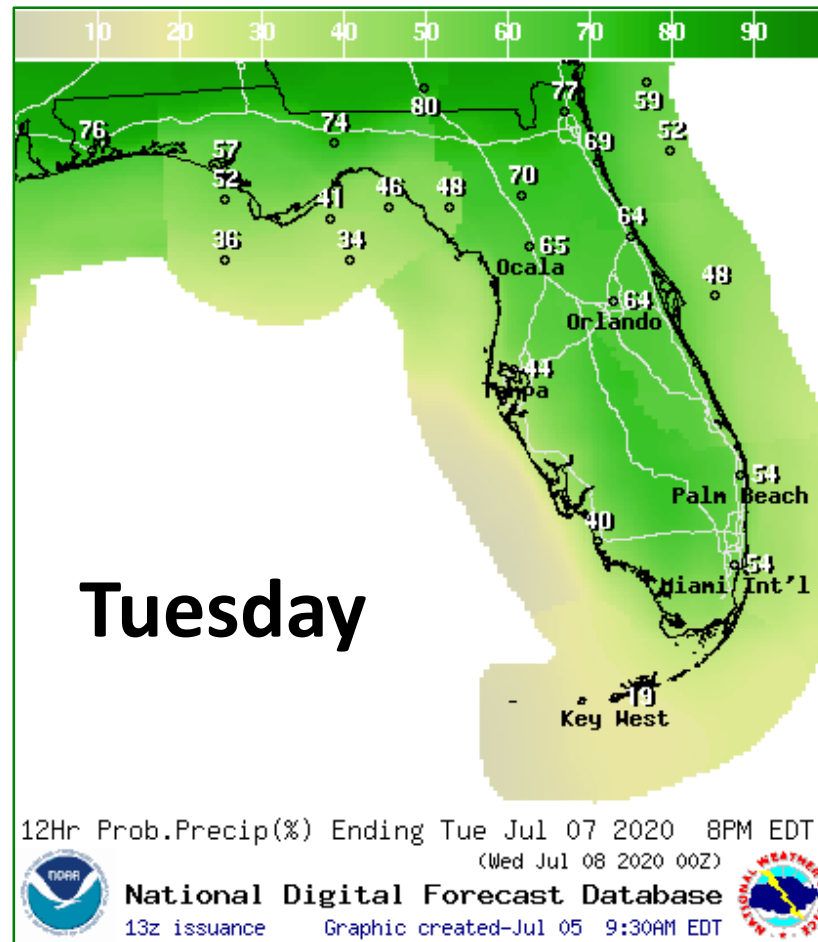 10 20 30 40 50 60 70 80 90
77 59
80
76 74 69 52
57
52 70
41 46 48
64
36 34 65
Ocala
48
64
Orlando
44
Tampa
54
Palm Beach
40
54
Miami Int'l
Tuesday
19
Key West
12Hr Prob.Precip(%) Ending Tue Jul 07 2020 8PM EDT
(Wed Jul 08 2020 00Z)
NOAA
National Digital Forecast Database
13z issuance Graphic created-Jul 05 9:30AM EDT